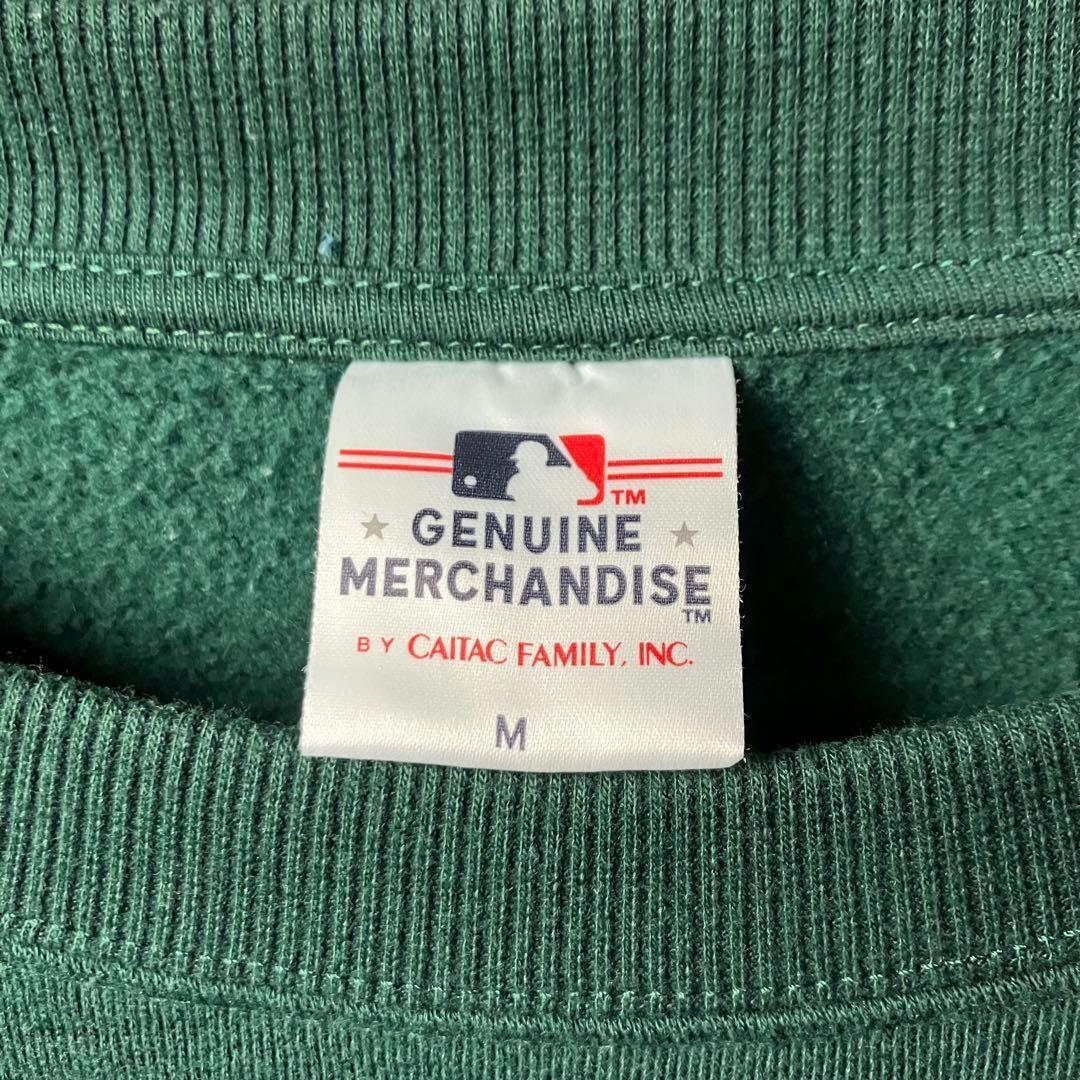 TM
GENUINE
MERCHANDISE
TM
BY CAITAC FAMILY, INC.
M